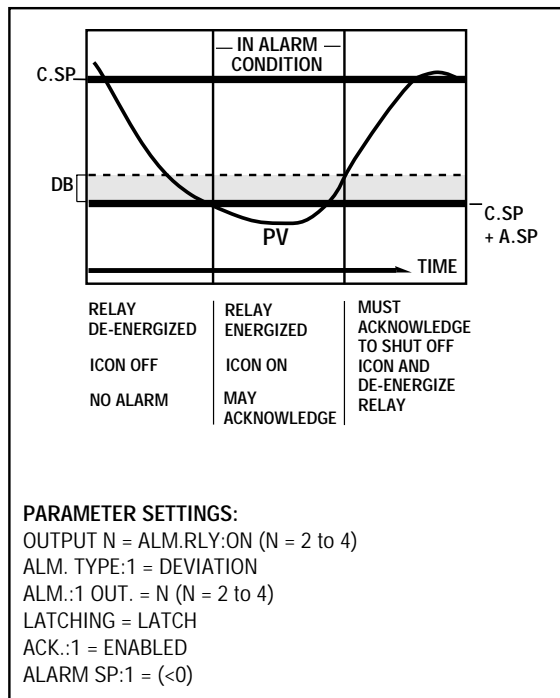 — IN ALARM —
CONDITION
C.SP
DB
PV
C.SP
+ A.SP
TIME
RELAY
DE-ENERGIZED
ICON OFF
NO ALARM
RELAY
ENERGIZED
ICON ON
MAY
ACKNOWLEDGE
MUST
ACKNOWLEDGE
TO SHUT OFF
ICON AND
DE-ENERGIZE
RELAY
PARAMETER SETTINGS:
OUTPUT N = ALM.RLY:ON (N = 2 to 4)
ALM. TYPE:1 = DEVIATION
ALM.:1 OUT. = N (N = 2 to 4)
LATCHING = LATCH
ACK.:1 = ENABLED
ALARM SP:1 = (<0)